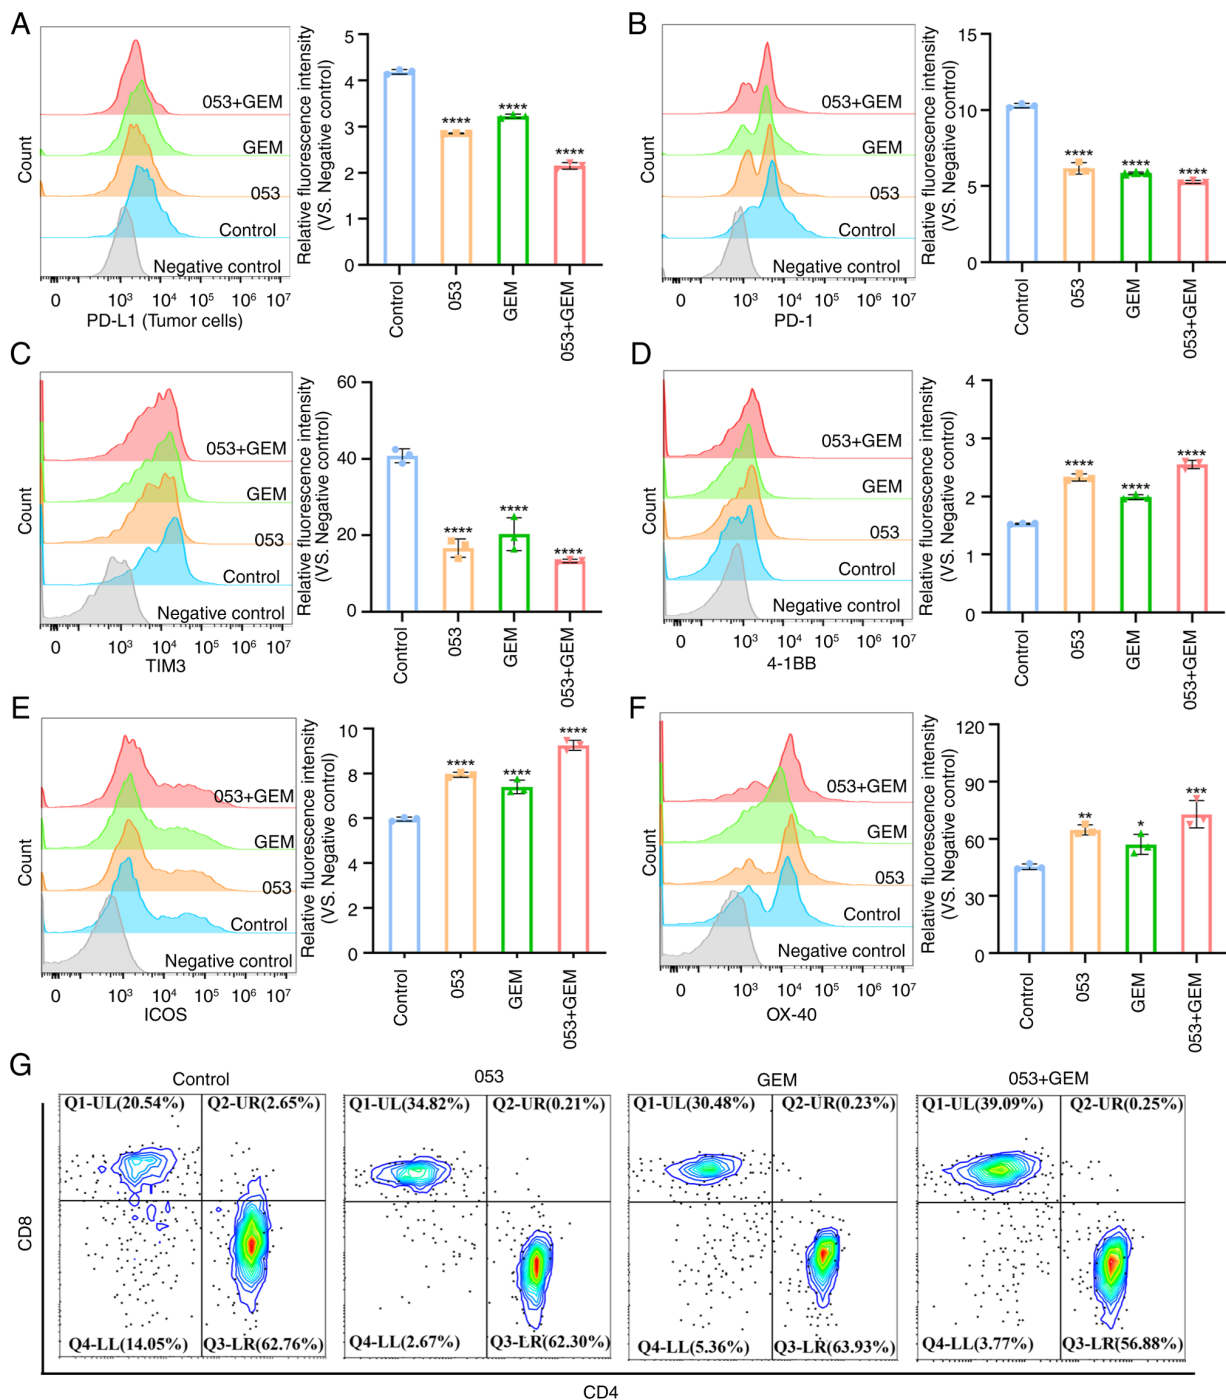 A
053+GEM
GEM
053
Control
Negative control
Count
0 10³ 10⁴ 10⁵ 10⁶ 10⁷
PD-L1 (Tumor cells)
Relative fluorescence intensity
(VS. Negative control)
5
4
3
2
1
0
****
****
****
Control
053
GEM
053+GEM
B
053+GEM
GEM
053
Control
Negative control
Count
0 10³ 10⁴ 10⁵ 10⁶ 10⁷
PD-1
Relative fluorescence intensity
(VS. Negative control)
15
10
5
0
****
****
****
Control
053
GEM
053+GEM
C
053+GEM
GEM
053
Control
Negative control
Count
0 10³ 10⁴ 10⁵ 10⁶ 10⁷
TIM3
Relative fluorescence intensity
(VS. Negative control)
60
40
20
0
****
****
****
Control
053
GEM
053+GEM
D
053+GEM
GEM
053
Control
Negative control
Count
0 10³ 10⁴ 10⁵ 10⁶ 10⁷
4-1BB
Relative fluorescence intensity
(VS. Negative control)
4
3
2
1
0
****
****
****
Control
053
GEM
053+GEM
E
053+GEM
GEM
053
Control
Negative control
Count
0 10³ 10⁴ 10⁵ 10⁶ 10⁷
ICOS
Relative fluorescence intensity
(VS. Negative control)
10
8
6
4
2
0
****
****
****
Control
053
GEM
053+GEM
F
053+GEM
GEM
053
Control
Negative control
Count
0 10³ 10⁴ 10⁵ 10⁶ 10⁷
OX-40
Relative fluorescence intensity
(VS. Negative control)
120
90
60
30
0
**
*
***
Control
053
GEM
053+GEM
G
Control
Q1-UL(20.54%) Q2-UR(2.65%)
Q4-LL(14.05%) Q3-LR(62.76%)
053
Q1-UL(34.82%) Q2-UR(0.21%)
Q4-LL(2.67%) Q3-LR(62.30%)
GEM
Q1-UL(30.48%) Q2-UR(0.23%)
Q4-LL(5.36%) Q3-LR(63.93%)
053+GEM
Q1-UL(39.09%) Q2-UR(0.25%)
Q4-LL(3.77%) Q3-LR(56.88%)
CD8
CD4